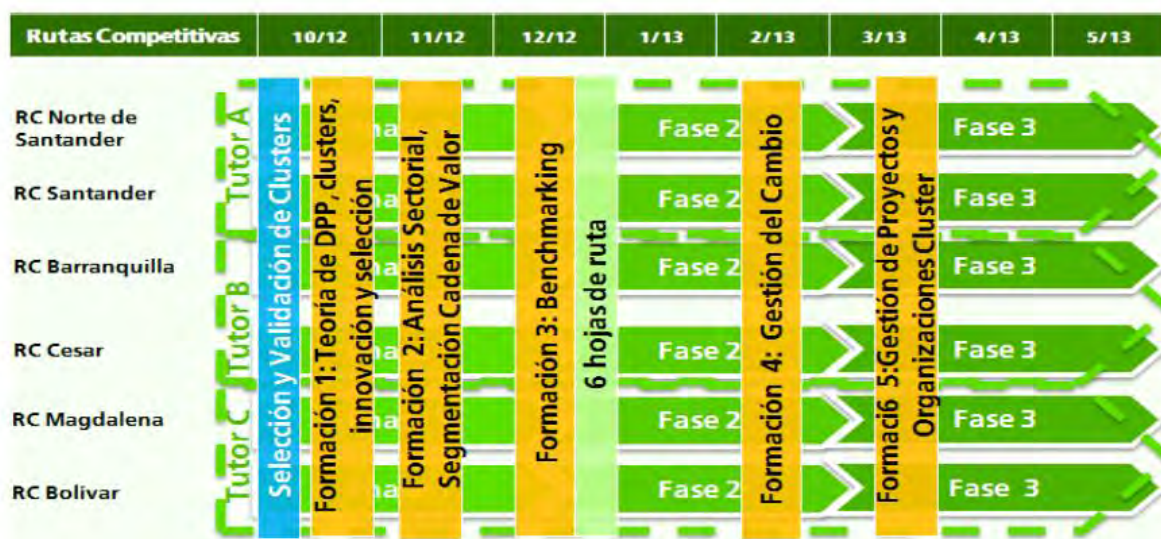 Rutas Competitivas 10/12 11/12 12/12 1/13 2/13 3/13 4/13 5/13
Tutor A
Tutor B
Tutor C
Selección y Validación de Clusters
Formación 1: Teoría de DPP, clusters,
innovación y selección
Formación 2: Análisis Sectorial,
Segmentación Cadena de Valor
Formación 3: Benchmarking
6 hojas de ruta
Formación 4: Gestión del Cambio
Formació6 5:Gestión de Proyectos y
Organizaciones Cluster
RC Norte de
Santander
Fase 2 Fase 3
RC Santander Fase 2 Fase 3
RC Barranquilla Fase 2 Fase 3
RC Cesar Fase 2 Fase 3
RC Magdalena Fase 2 Fase 3
RC Bolívar Fase 2 Fase 3